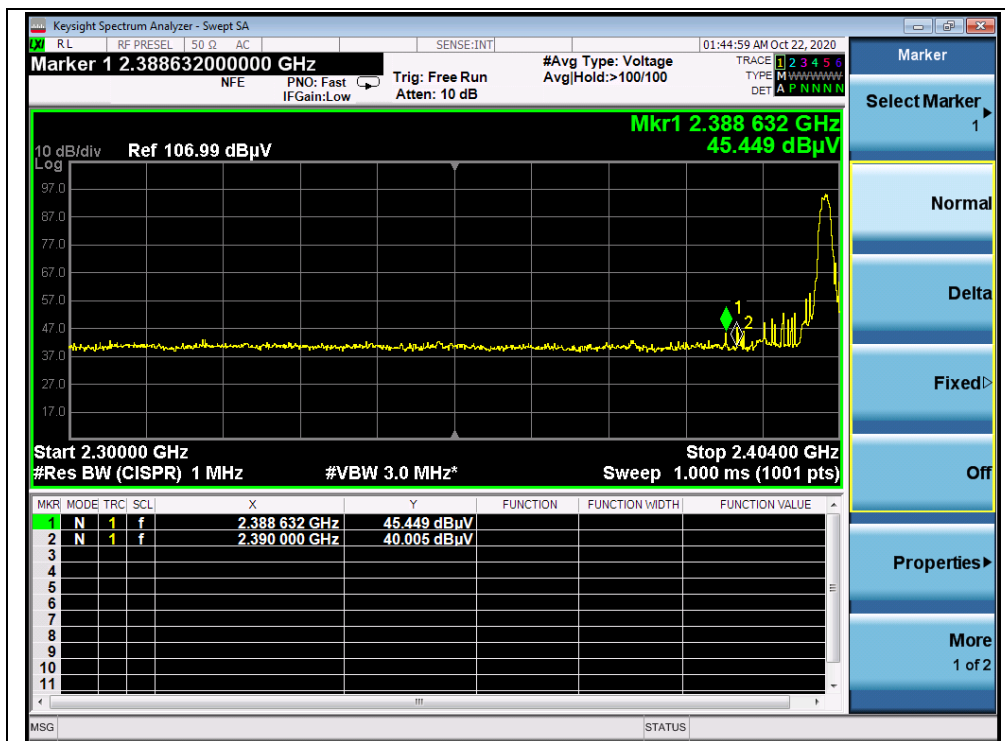 Keysight Spectrum Analyzer - Swept SA
LXI RL RF PRESEL 50 Ω AC SENSE:INT 01:44:59 AM Oct 22, 2020
Marker 1 2.388632000000 GHz
NFE PNO: Fast IFGain:Low
Trig: Free Run
Atten: 10 dB
#Avg Type: Voltage
Avg|Hold:>100/100
TRACE 1 2 3 4 5 6
TYPE M WWWWW
DET A P N N N N
Mkr1 2.388 632 GHz
45.449 dBµV
10 dB/div Ref 106.99 dBµV
Log
97.0
87.0
77.0
67.0
57.0
47.0
37.0
27.0
17.0
1
2
Start 2.30000 GHz Stop 2.40400 GHz
#Res BW (CISPR) 1 MHz #VBW 3.0 MHz* Sweep 1.000 ms (1001 pts)
MKR MODE TRC SCL X Y FUNCTION FUNCTION WIDTH FUNCTION VALUE
1 N 1 f 2.388 632 GHz 45.449 dBµV
2 N 1 f 2.390 000 GHz 40.005 dBµV
3
4
5
6
7
8
9
10
11
MSG STATUS
Marker
Select Marker
1
Normal
Delta
Fixed
Off
Properties
More
1 of 2